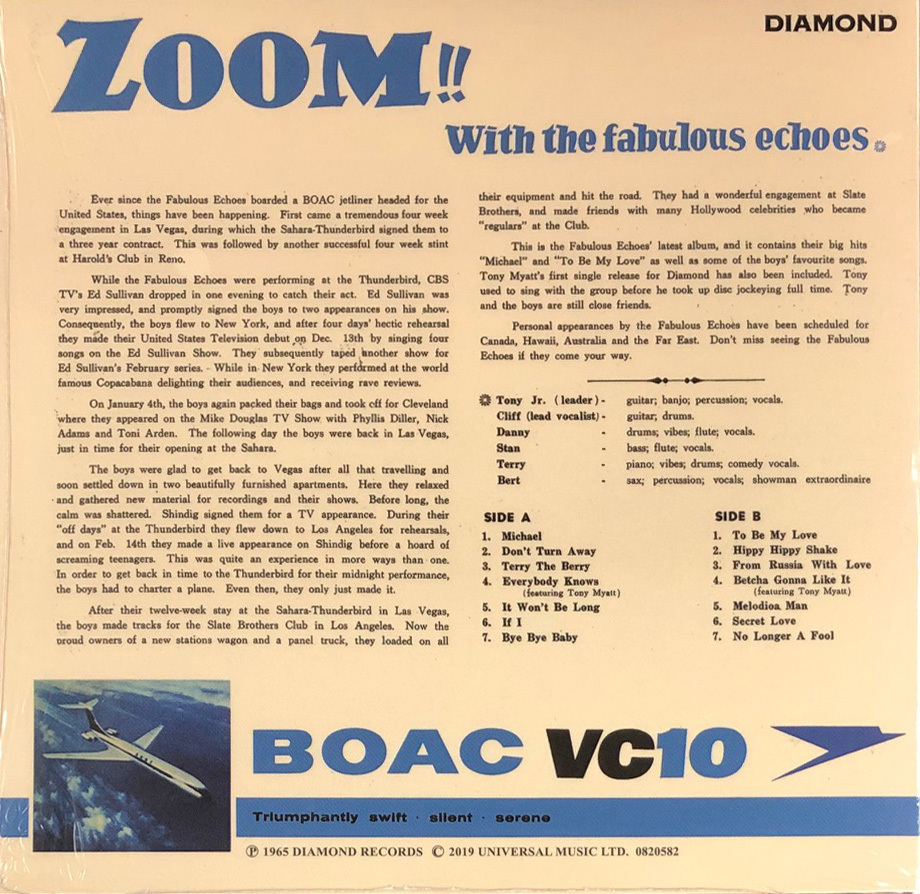 DIAMOND
ZOOM!!
With the fabulous echoes.
Ever since the Fabulous Echoes boarded a BOAC jetliner headed for the
United States, things have been happening. First came a tremendous four week
engagement in Las Vegas, during which the Sahara-Thunderbird signed them to
a three year contract. This was followed by another successful four week stint
at Harold's Club in Reno.
While the Fabulous Echoes were performing at the Thunderbird, CBS
TV's Ed Sullivan dropped in one evening to catch their act. Ed Sullivan was
very impressed, and promptly signed the boys to two appearances on his show.
Consequently, the boys flew to New York, and after four days' hectic rehearsal
they made their United States Television debut on Dec. 13th by singing four
songs on the Ed Sullivan Show. They subsequently taped another show for
Ed Sullivan's February series. While in New York they performed at the world
famous Copacabana delighting their audiences, and receiving rave reviews.
On January 4th, the boys again packed their bags and took off for Cleveland
where they appeared on the Mike Douglas TV Show with Phyllis Diller, Nick
Adams and Toni Arden. The following day the boys were back in Las Vegas,
just in time for their opening at the Sahara.
The boys were glad to get back to Vegas after all that travelling and
soon settled down in two beautifully furnished apartments. Here they relaxed
and gathered new material for recordings and their shows. Before long, the
calm was shattered. Shindig signed them for a TV appearance. During their
"off days" at the Thunderbird they flew down to Los Angeles for rehearsals,
and on Feb. 14th they made a live appearance on Shindig before a hoard of
screaming teenagers. This was quite an experience in more ways than one.
In order to get back in time to the Thunderbird for their midnight performance,
the boys had to charter a plane. Even then, they only just made it.
After their twelve-week stay at the Sahara-Thunderbird in Las Vegas,
the boys made tracks for the Slate Brothers Club in Los Angeles. Now the
proud owners of a new stations wagon and a panel truck, they loaded on all
their equipment and hit the road. They had a wonderful engagement at Slate
Brothers, and made friends with many Hollywood celebrities who became
"regulars" at the Club.
This is the Fabulous Echoes' latest album, and it contains their big hits
"Michael" and "To Be My Love" as well as some of the boys' favourite songs.
Tony Myatt's first single release for Diamond has also been included. Tony
used to sing with the group before he took up disc jockeying full time. Tony
and the boys are still close friends.
Personal appearances by the Fabulous Echoes have been scheduled for
Canada, Hawaii, Australia and the Far East. Don't miss seeing the Fabulous
Echoes if they come your way.
Tony Jr. (leader) - guitar; banjo; percussion; vocals.
Cliff (lead vocalist) - guitar; drums.
Danny - drums; vibes; flute; vocals.
Stan - bass; flute; vocals.
Terry - piano; vibes; drums; comedy vocals.
Bert - sax; percussion; vocals; showman extraordinaire
SIDE A
1. Michael
2. Don't Turn Away
3. Terry The Berry
4. Everybody Knows
(featuring Tony Myatt)
5. It Won't Be Long
6. If I
7. Bye Bye Baby
SIDE B
1. To Be My Love
2. Hippy Hippy Shake
3. From Russia With Love
4. Betcha Gonna Like It
(featuring Tony Myatt)
5. Melodioa Man
6. Secret Love
7. No Longer A Fool
BOAC VC10
Triumphantly swift · silent · serene
Ⓟ 1965 DIAMOND RECORDS © 2019 UNIVERSAL MUSIC LTD. 0820582